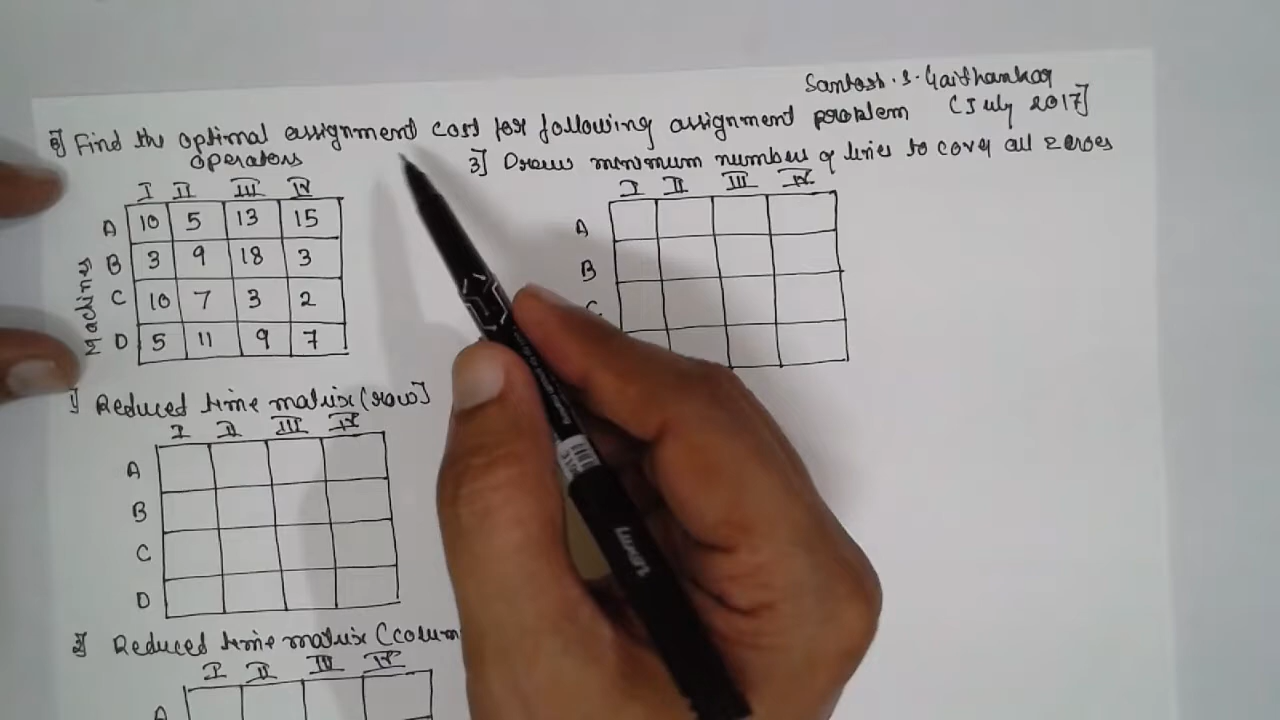 Santosh.S.Gaithankar
Q] Find the optimal assignment cost for following assignment problem (July 2017]
operators
I II III IV
A 10 5 13 15
B 3 9 18 3
C 10 7 3 2
D 5 11 9 7
Machines
1] Reduced time matrix (row]
I II III IV
A
B
C
D
2] Reduced time matrix (colum
I II III IV
A
3] Draw minimum number of lines to cover all zeroes
I II III IV
A
B
C
Luxor